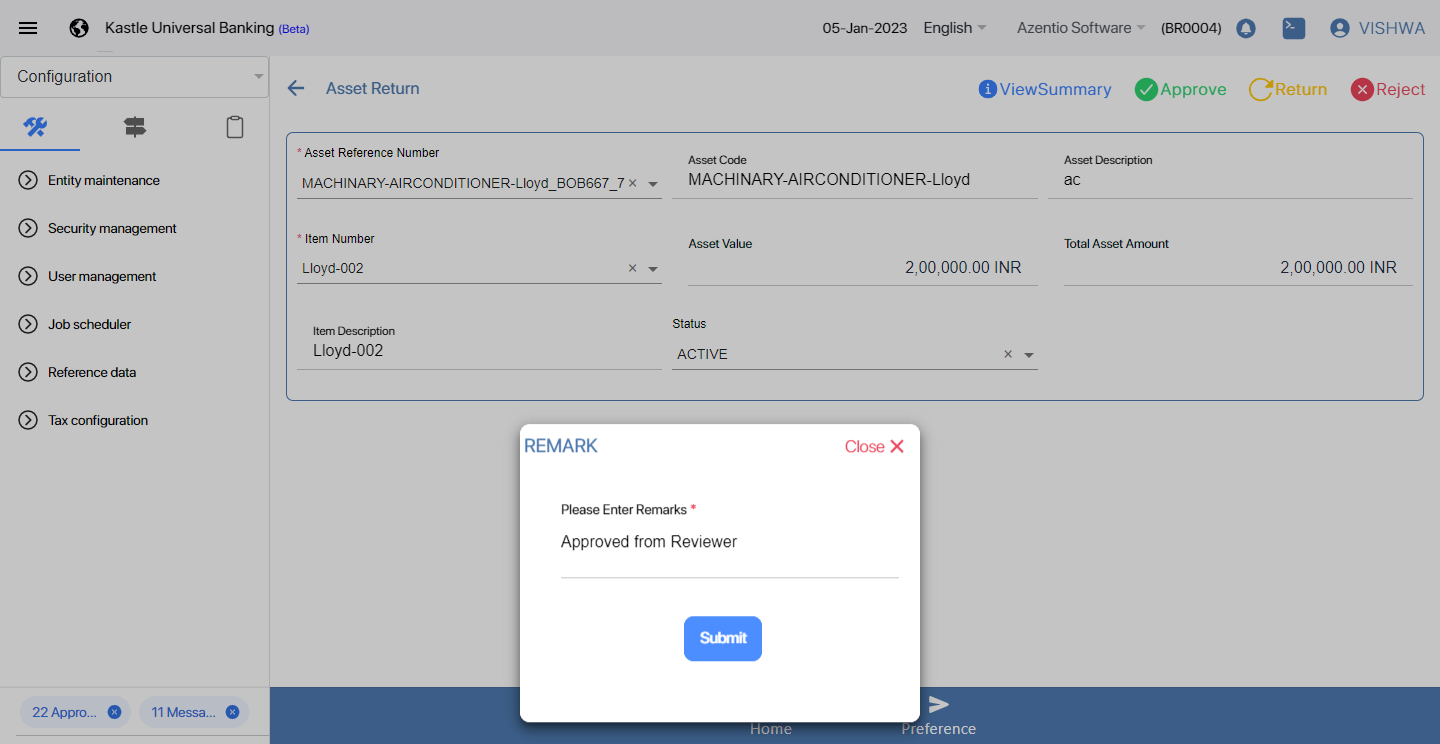 Kastle Universal Banking (Beta)
05-Jan-2023 English Azentio Software (BR0004) VISHWA
Configuration
Entity maintenance
Security management
User management
Job scheduler
Reference data
Tax configuration
22 Appro... 11 Messa...
Asset Return
ViewSummary Approve Return Reject
* Asset Reference Number
MACHINARY-AIRCONDITIONER-Lloyd_BOB667_7
Asset Code
MACHINARY-AIRCONDITIONER-Lloyd
Asset Description
ac
* Item Number
Lloyd-002
Asset Value
2,00,000.00 INR
Total Asset Amount
2,00,000.00 INR
Item Description
Lloyd-002
Status
ACTIVE
REMARK
Close
Please Enter Remarks *
Approved from Reviewer
Submit
Home
Preference